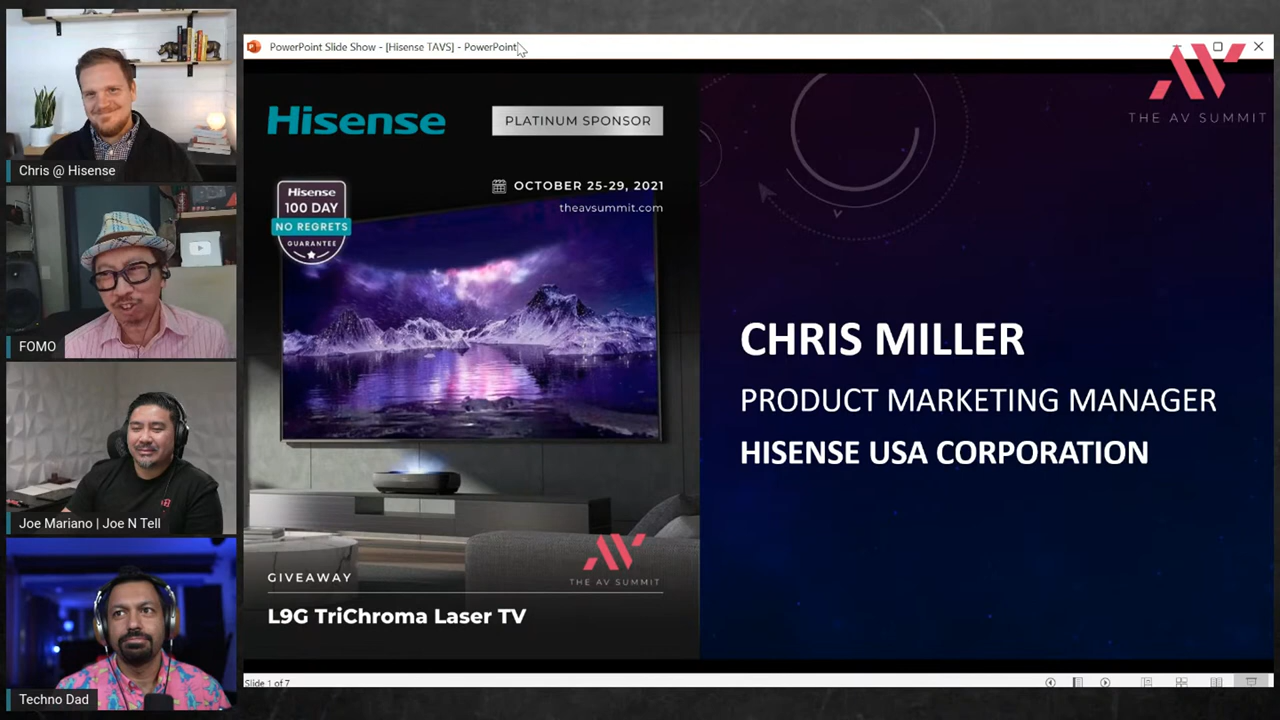 Chris @ Hisense
FOMO
Joe Mariano | Joe N Tell
Techno Dad
PowerPoint Slide Show - [Hisense TAVS] - PowerPoint
Hisense
PLATINUM SPONSOR
OCTOBER 25-29, 2021
theavsummit.com
Hisense
100 DAY
NO REGRETS
GUARANTEE
THE AV SUMMIT
GIVEAWAY
L9G TriChroma Laser TV
THE AV SUMMIT
CHRIS MILLER
PRODUCT MARKETING MANAGER
HISENSE USA CORPORATION
Slide 1 of 7